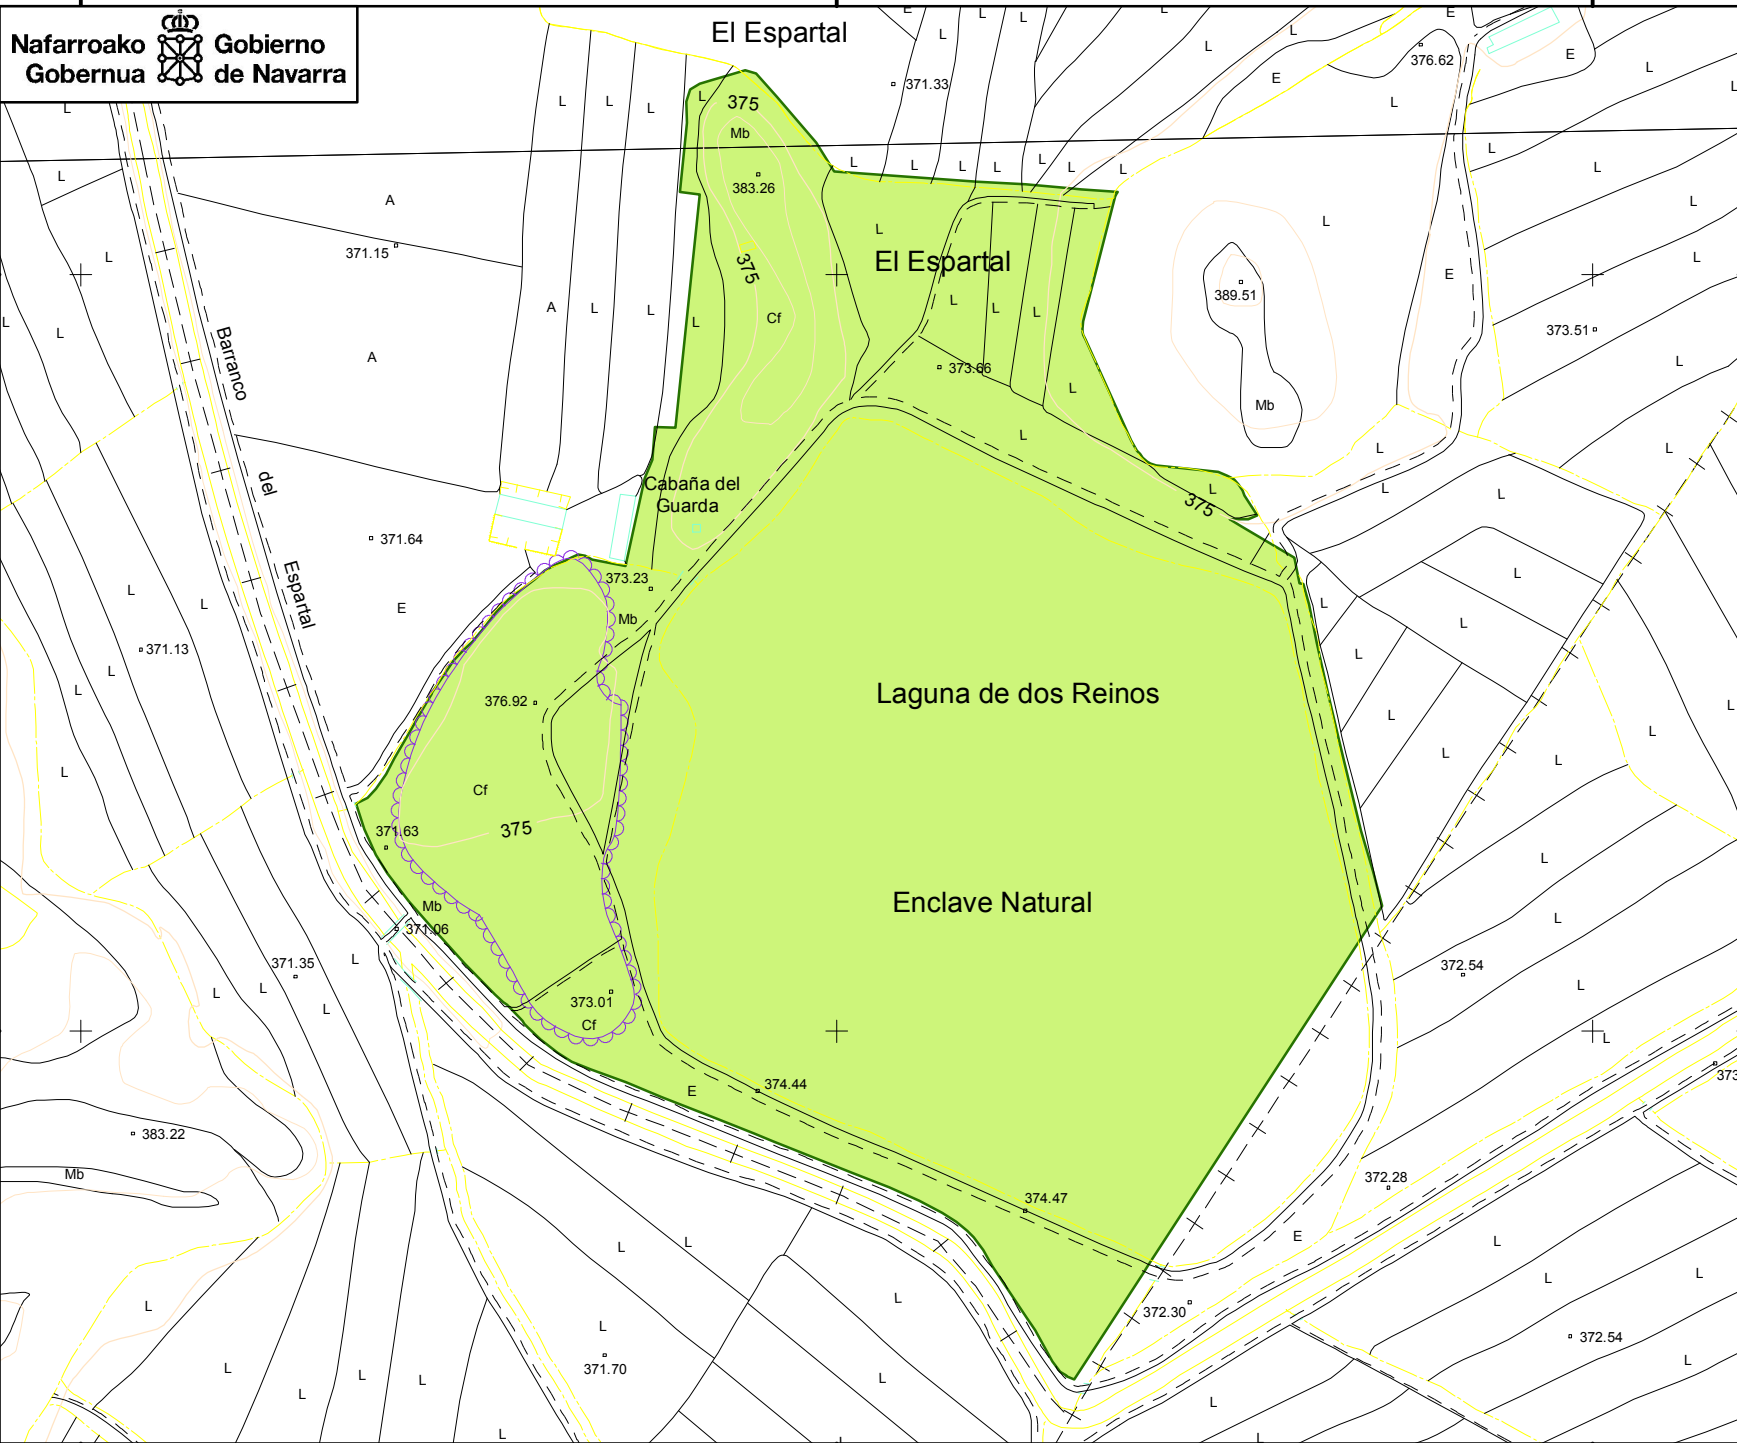 Nafarroako Gobernua
Gobierno de Navarra
El Espartal
E
L
L
L
E
376.62
E
L
L
L
E
L
L
371.33
L
L
L
L
L
375
Mb
383.26
L
L
L
L
L
L
L
L
L
L
A
371.15
L
L
L
El Espartal
L
E
L
375
Cf
L
L
L
389.51
373.51
A
L
L
L
L
L
A
373.66
L
L
Mb
L
L
L
L
Barranco
del
Espartal
Cabaña del
Guarda
L
375
L
L
371.64
373.23
E
Mb
L
L
L
L
371.13
L
L
L
L
376.92
Laguna de dos Reinos
L
L
L
L
L
L
Cf
375
371.63
Mb
371.06
Enclave Natural
L
L
371.35
L
L
L
L
372.54
L
373.01
Cf
L
374.44
E
383.22
Mb
374.47
372.28
E
L
L
L
L
L
L
372.30
L
L
372.54
L
371.70
L
L
L
L
L
L
L
L